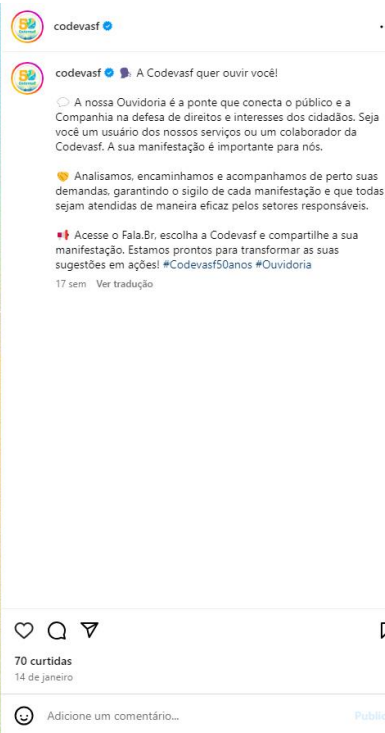 codevasf
codevasf 🗣 A Codevasf quer ouvir você!
💬 A nossa Ouvidoria é a ponte que conecta o público e a
Companhia na defesa de direitos e interesses dos cidadãos. Seja
você um usuário dos nossos serviços ou um colaborador da
Codevasf. A sua manifestação é importante para nós.
🤝 Analisamos, encaminhamos e acompanhamos de perto suas
demandas, garantindo o sigilo de cada manifestação e que todas
sejam atendidas de maneira eficaz pelos setores responsáveis.
📢 Acesse o Fala.Br, escolha a Codevasf e compartilhe a sua
manifestação. Estamos prontos para transformar as suas
sugestões em ações! #Codevasf50anos #Ouvidoria
17 sem Ver tradução
70 curtidas
14 de janeiro
Adicione um comentário... Public